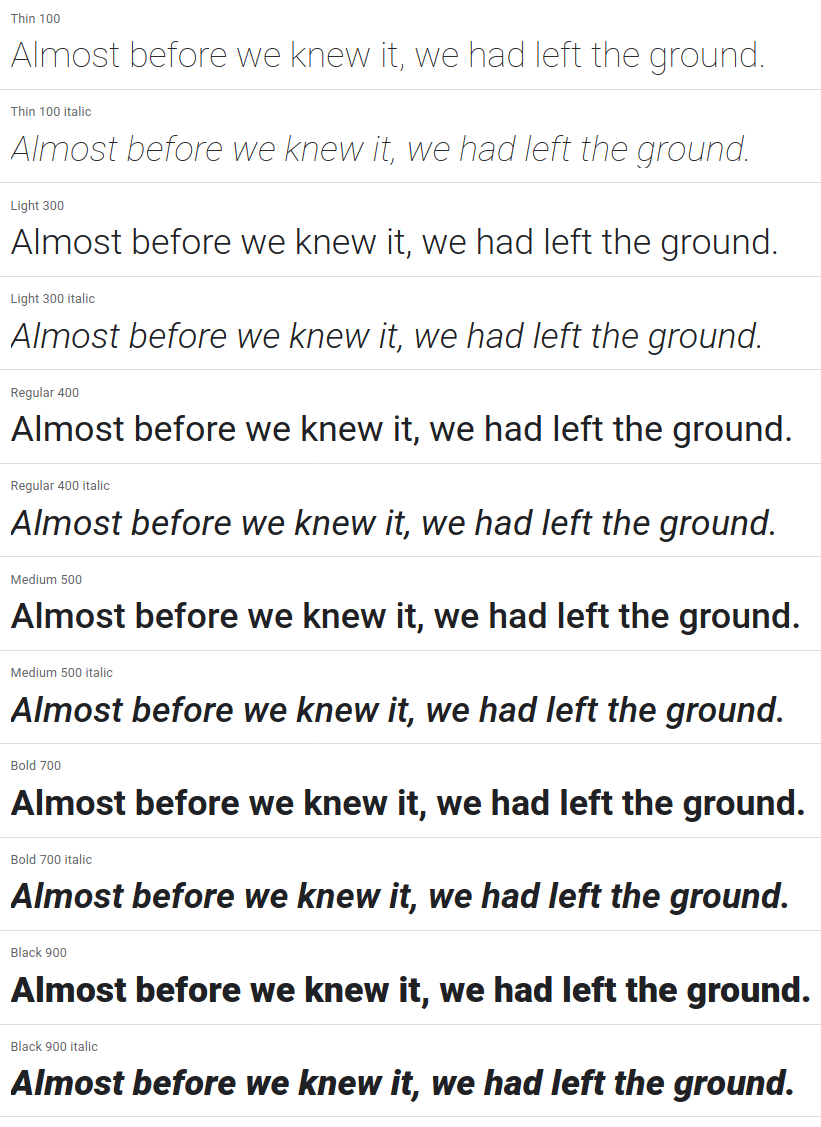 Thin 100
Almost before we knew it, we had left the ground.
Thin 100 italic
Almost before we knew it, we had left the ground.
Light 300
Almost before we knew it, we had left the ground.
Light 300 italic
Almost before we knew it, we had left the ground.
Regular 400
Almost before we knew it, we had left the ground.
Regular 400 italic
Almost before we knew it, we had left the ground.
Medium 500
Almost before we knew it, we had left the ground.
Medium 500 italic
Almost before we knew it, we had left the ground.
Bold 700
Almost before we knew it, we had left the ground.
Bold 700 italic
Almost before we knew it, we had left the ground.
Black 900
Almost before we knew it, we had left the ground.
Black 900 italic
Almost before we knew it, we had left the ground.